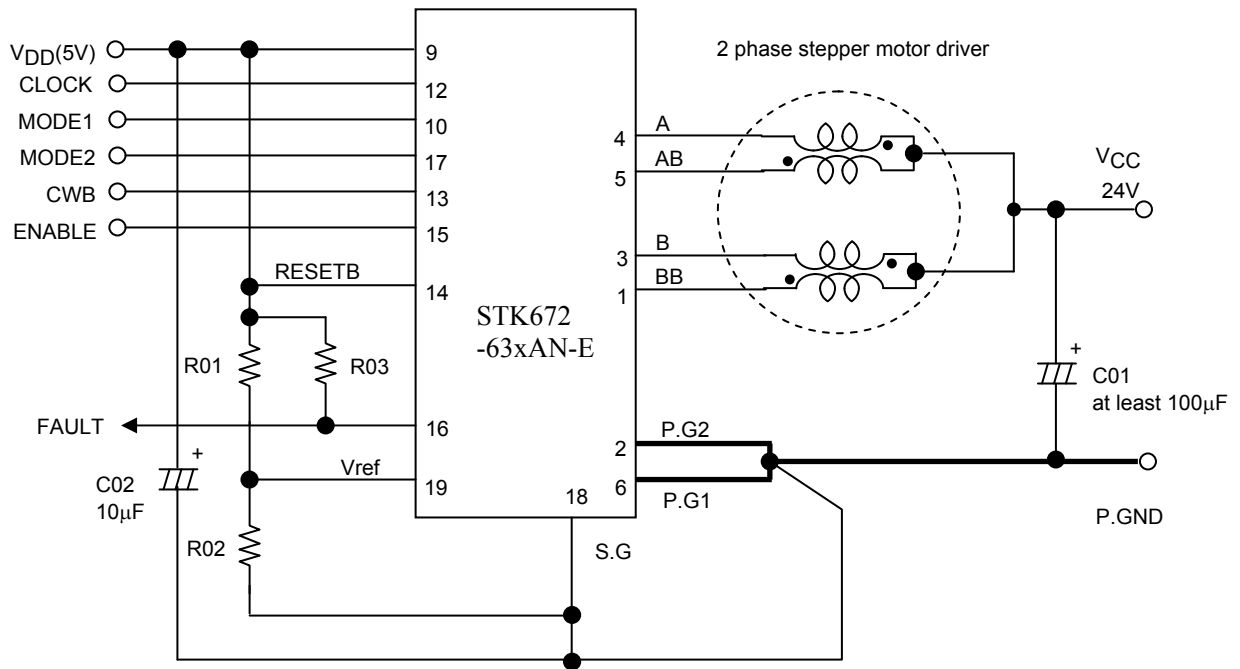 VDD(5V)
CLOCK
MODE1
MODE2
CWB
ENABLE
FAULT
9
12
10
17
13
15
RESETB
14
R01
R03
16
Vref
19
C02
10μF
+
R02
STK672
-63xAN-E
18
S.G
2 phase stepper motor driver
4
A
5
AB
3
B
1
BB
VCC
24V
+
C01
at least 100μF
2
P.G2
6
P.G1
P.GND